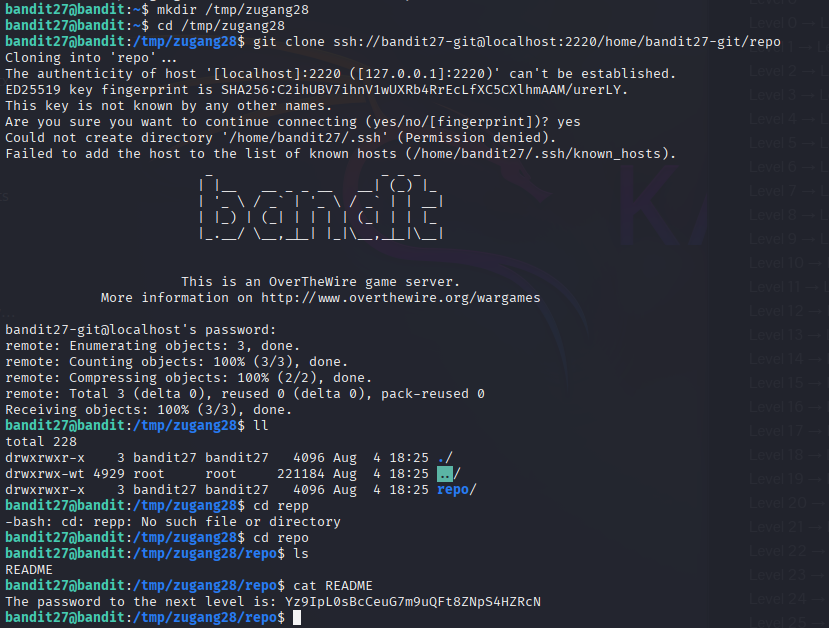 bandit27@bandit:~$ mkdir /tmp/zugang28
bandit27@bandit:~$ cd /tmp/zugang28
bandit27@bandit:/tmp/zugang28$ git clone ssh://bandit27-git@localhost:2220/home/bandit27-git/repo
Cloning into 'repo'...
The authenticity of host '[localhost]:2220 ([127.0.0.1]:2220)' can't be established.
ED25519 key fingerprint is SHA256:C2ihUBV7ihnV1wUXRb4RrEcLfXC5CXlhmAAM/urerLY.
This key is not known by any other names.
Are you sure you want to continue connecting (yes/no/[fingerprint])? yes
Could not create directory '/home/bandit27/.ssh' (Permission denied).
Failed to add the host to the list of known hosts (/home/bandit27/.ssh/known_hosts).
bandit
This is an OverTheWire game server.
More information on http://www.overthewire.org/wargames
bandit27-git@localhost's password:
remote: Enumerating objects: 3, done.
remote: Counting objects: 100% (3/3), done.
remote: Compressing objects: 100% (2/2), done.
remote: Total 3 (delta 0), reused 0 (delta 0), pack-reused 0
Receiving objects: 100% (3/3), done.
bandit27@bandit:/tmp/zugang28$ ll
total 228
drwxrwxr-x    3 bandit27 bandit27   4096 Aug  4 18:25 ./
drwxrwx-wt 4929 root     root     221184 Aug  4 18:25 ../
drwxrwxr-x    3 bandit27 bandit27   4096 Aug  4 18:25 repo/
bandit27@bandit:/tmp/zugang28$ cd repp
-bash: cd: repp: No such file or directory
bandit27@bandit:/tmp/zugang28$ cd repo
bandit27@bandit:/tmp/zugang28/repo$ ls
README
bandit27@bandit:/tmp/zugang28/repo$ cat README
The password to the next level is: Yz9IpL0sBcCeuG7m9uQFt8ZNpS4HZRcN
bandit27@bandit:/tmp/zugang28/repo$